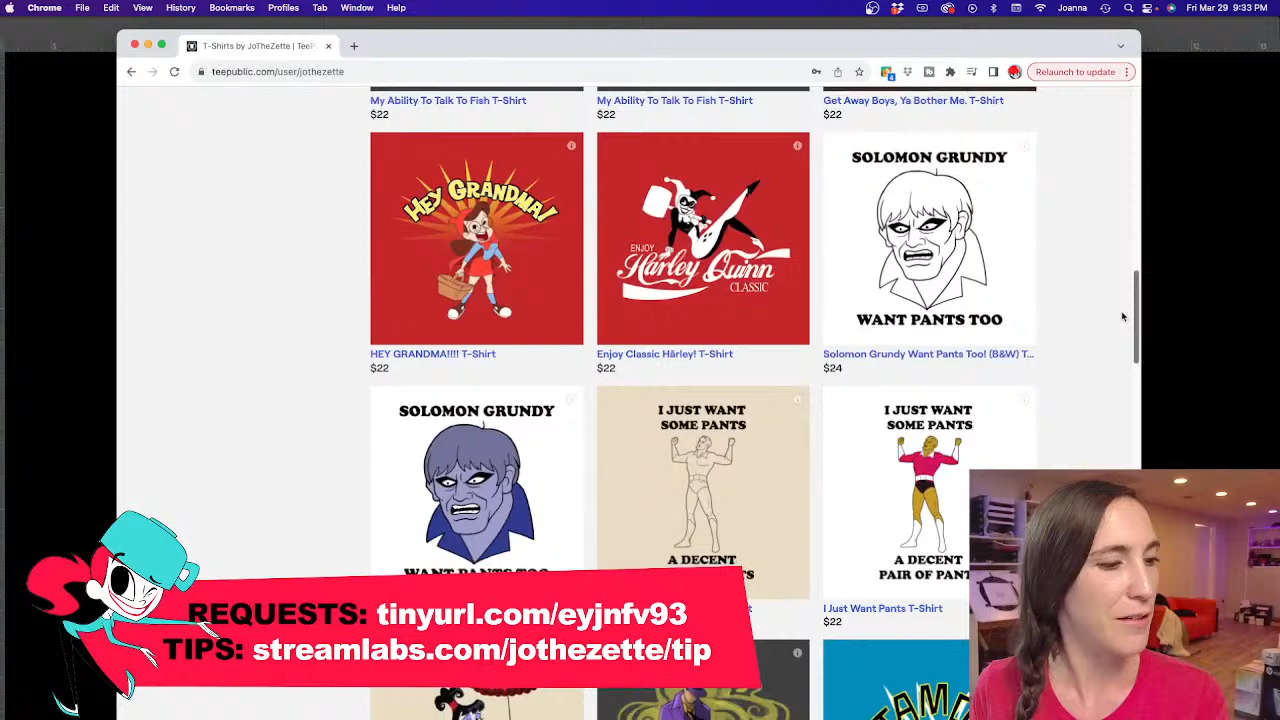 Chrome File Edit View History Bookmarks Profiles Tab Window Help
Joanna
Fri Mar 29 9:33 PM
T-Shirts by JoTheZette | TeeP
teepublic.com/user/jothezette
Relaunch to update
My Ability To Talk To Fish T-Shirt
$22
My Ability To Talk To Fish T-Shirt
$22
Get Away Boys, Ya Bother Me. T-Shirt
$22
HEY GRANDMA!
HEY GRANDMA!!!! T-Shirt
$22
ENJOY
Harley Quinn
CLASSIC
Enjoy Classic Härley! T-Shirt
$22
SOLOMON GRUNDY
WANT PANTS TOO
Solomon Grundy Want Pants Too! (B&W) T...
$24
SOLOMON GRUNDY
WANT PANTS TOO
I JUST WANT
SOME PANTS
A DECENT
I JUST WANT
SOME PANTS
A DECENT
PAIR OF PANT
I Just Want Pants T-Shirt
$22
REQUESTS: tinyurl.com/eyjnfv93
TIPS: streamlabs.com/jothezette/tip